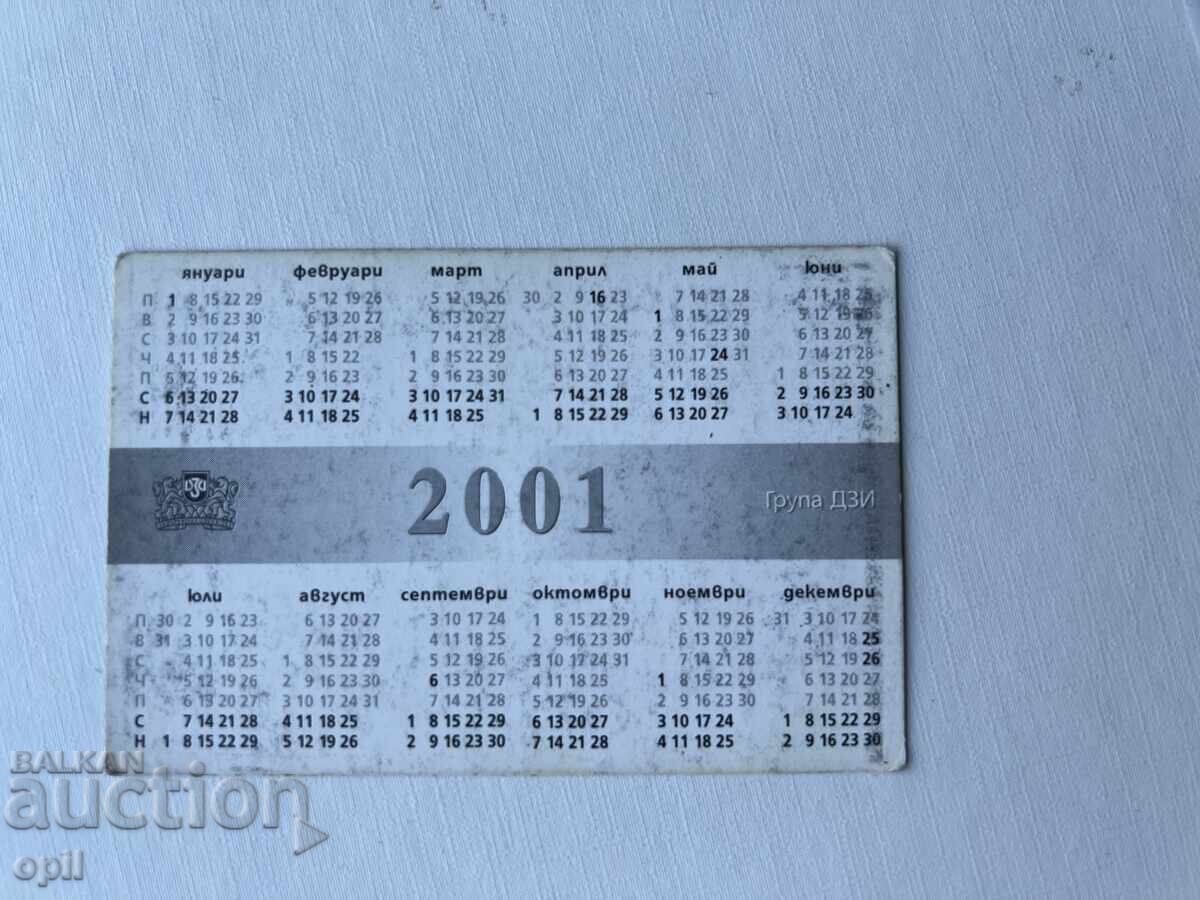 януари февруари март април май юни
П 1 8 15 22 29 5 12 19 26 5 12 19 26 30 2 9 16 23 7 14 21 28 4 11 18 25
В 2 9 16 23 30 6 13 20 27 6 13 20 27 3 10 17 24 1 8 15 22 29 5 12 19 26
С 3 10 17 24 31 7 14 21 28 7 14 21 28 4 11 18 25 2 9 16 23 30 6 13 20 27
Ч 4 11 18 25 1 8 15 22 1 8 15 22 29 5 12 19 26 3 10 17 24 31 7 14 21 28
П 5 12 19 26 2 9 16 23 2 9 16 23 30 6 13 20 27 4 11 18 25 1 8 15 22 29
С 6 13 20 27 3 10 17 24 3 10 17 24 31 7 14 21 28 5 12 19 26 2 9 16 23 30
Н 7 14 21 28 4 11 18 25 4 11 18 25 1 8 15 22 29 6 13 20 27 3 10 17 24
ДЗИ 2001 Група ДЗИ
юли август септември октомври ноември декември
П 30 2 9 16 23 6 13 20 27 3 10 17 24 1 8 15 22 29 5 12 19 26 31 3 10 17 24
В 31 3 10 17 24 7 14 21 28 4 11 18 25 2 9 16 23 30 6 13 20 27 4 11 18 25
С 4 11 18 25 1 8 15 22 29 5 12 19 26 3 10 17 24 31 7 14 21 28 5 12 19 26
Ч 5 12 19 26 2 9 16 23 30 6 13 20 27 4 11 18 25 1 8 15 22 29 6 13 20 27
П 6 13 20 27 3 10 17 24 31 7 14 21 28 5 12 19 26 2 9 16 23 30 7 14 21 28
С 7 14 21 28 4 11 18 25 1 8 15 22 29 6 13 20 27 3 10 17 24 1 8 15 22 29
Н 1 8 15 22 29 5 12 19 26 2 9 16 23 30 7 14 21 28 4 11 18 25 2 9 16 23 30
BALKAN
auction
opil